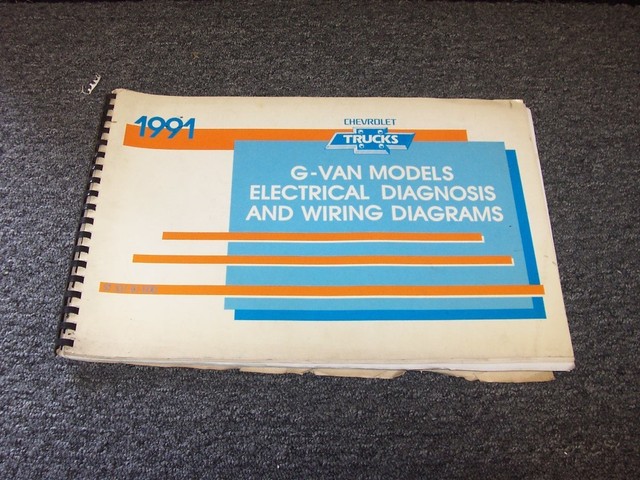 1991
CHEVROLET
TRUCKS
G-VAN MODELS
ELECTRICAL DIAGNOSIS
AND WIRING DIAGRAMS